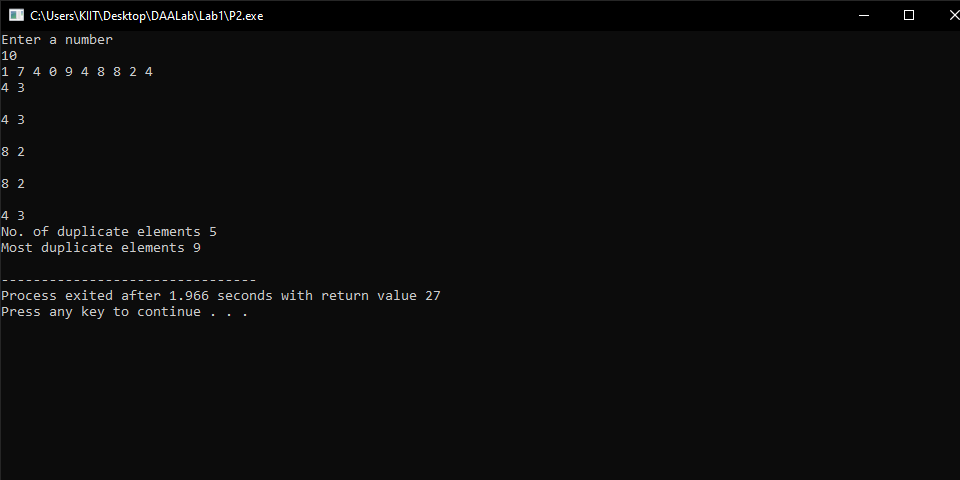 C:\Users\KIIT\Desktop\DAALab\Lab1\P2.exe
Enter a number
10
1 7 4 0 9 4 8 8 2 4
4 3
4 3
8 2
8 2
4 3
No. of duplicate elements 5
Most duplicate elements 9
--------------------------------
Process exited after 1.966 seconds with return value 27
Press any key to continue . . .